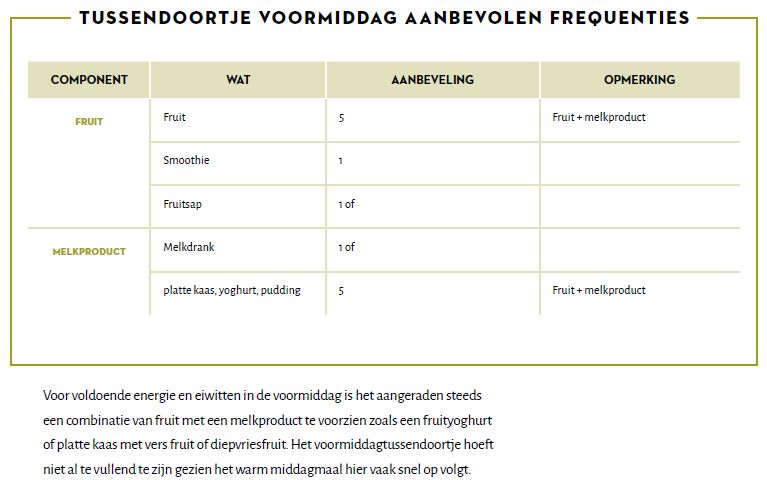 TUSSENDOORTJE VOORMIDDAG AANBEVOLEN FREQUENTIES
COMPONENT WAT AANBEVELING OPMERKING
FRUIT Fruit 5 Fruit + melkproduct
Smoothie 1
Fruitsap 1 of
MELKPRODUCT Melkdrank 1 of
platte kaas, yoghurt, pudding 5 Fruit + melkproduct
Voor voldoende energie en eiwitten in de voormiddag is het aangeraden steeds
een combinatie van fruit met een melkproduct te voorzien zoals een fruityoghurt
of platte kaas met vers fruit of diepvriesfruit. Het voormiddagtussendoortje hoeft
niet al te vullend te zijn gezien het warm middagmaal hier vaak snel op volgt.